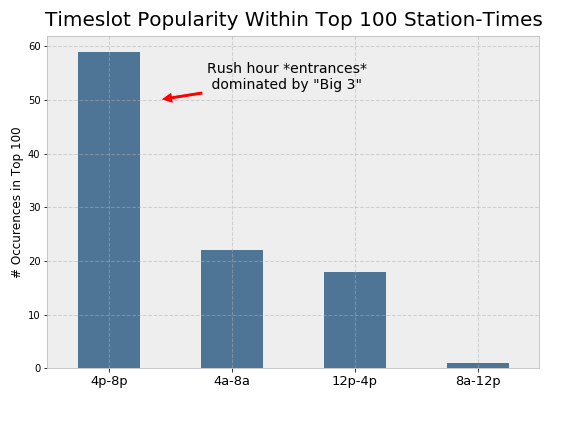 Timeslot Popularity Within Top 100 Station-Times
# Occurences in Top 100
60
50
40
30
20
10
0
Rush hour *entrances*
dominated by "Big 3"
4p-8p
4a-8a
12p-4p
8a-12p